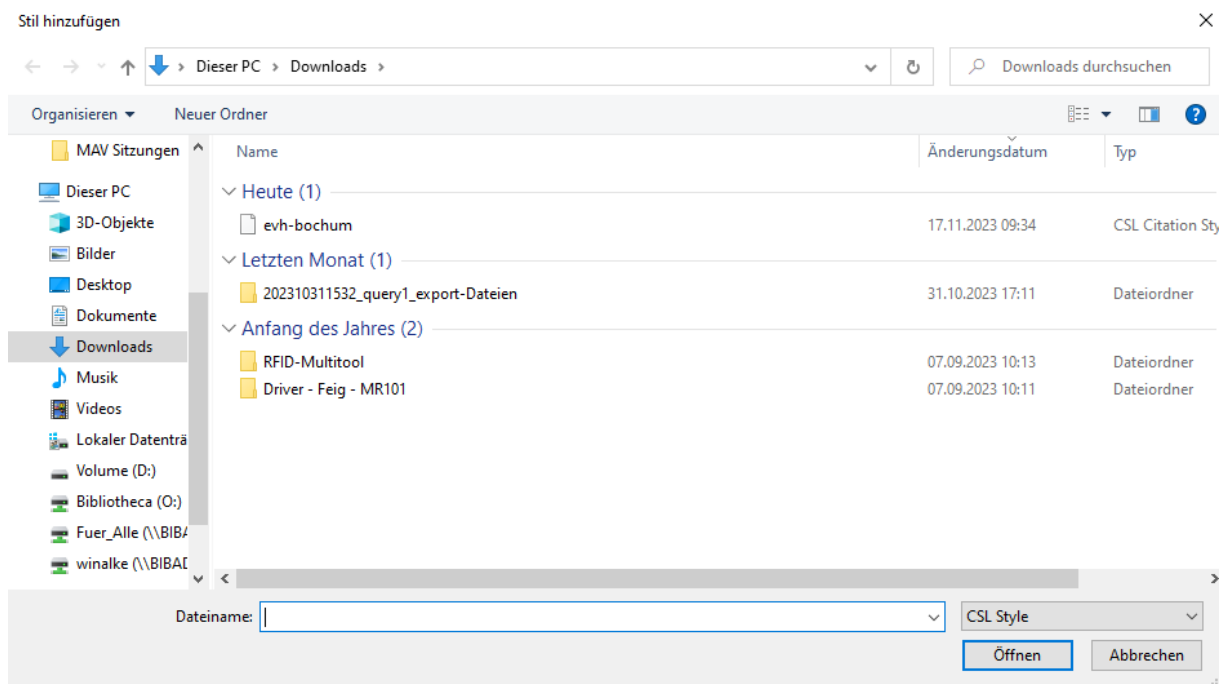 Stil hinzufügen
Dieser PC > Downloads >
Downloads durchsuchen
Organisieren
Neuer Ordner
MAV Sitzungen
Dieser PC
3D-Objekte
Bilder
Desktop
Dokumente
Downloads
Musik
Videos
Lokaler Datenträ
Volume (D:)
Bibliotheca (O:)
Fuer_Alle (\\BIBA
winalke (\\BIBAD
Name Änderungsdatum Typ
Heute (1)
evh-bochum 17.11.2023 09:34 CSL Citation Sty
Letzten Monat (1)
202310311532_query1_export-Dateien 31.10.2023 17:11 Dateiordner
Anfang des Jahres (2)
RFID-Multitool 07.09.2023 10:13 Dateiordner
Driver - Feig - MR101 07.09.2023 10:11 Dateiordner
Dateiname:
CSL Style
Öffnen
Abbrechen